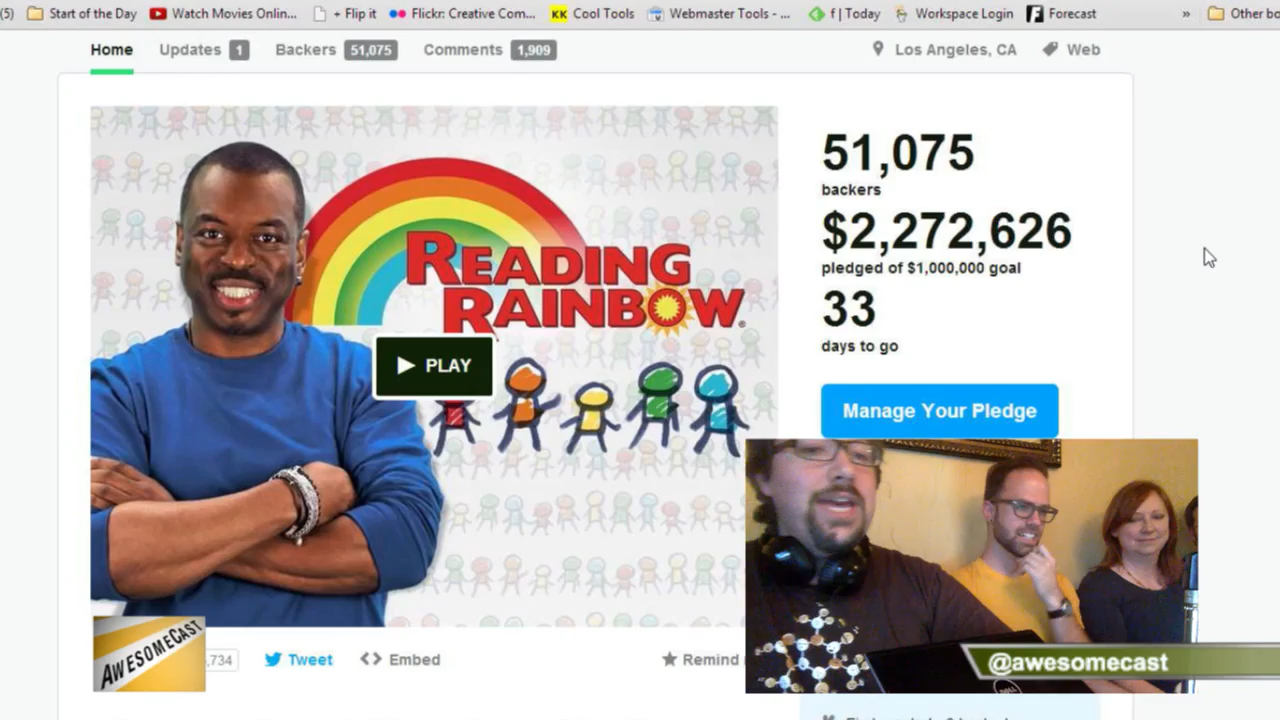 (5) Start of the Day Watch Movies Onlin... + Flip it Flickr: Creative Com... KK Cool Tools Webmaster Tools - ... f | Today Workspace Login Forecast » Other bo
Home Updates 1 Backers 51,075 Comments 1,909 Los Angeles, CA Web
READING
RAINBOW
PLAY
51,075
backers
$2,272,626
pledged of $1,000,000 goal
33
days to go
Manage Your Pledge
AWESOMECAST
,734 Tweet Embed Remind
@awesomecast
DELL